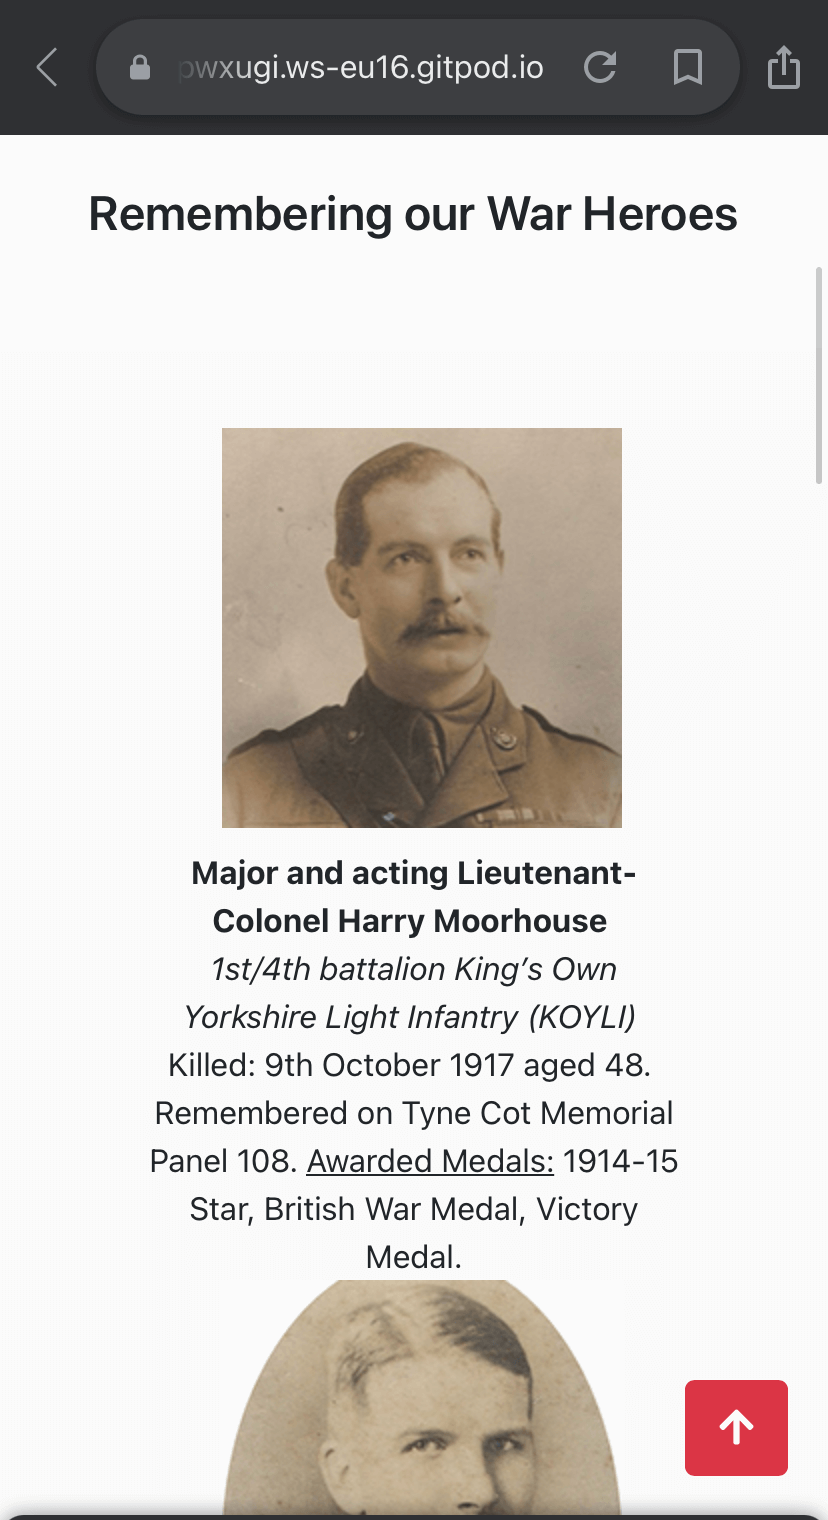 pwxugi.ws-eu16.gitpod.io
Remembering our War Heroes
Major and acting Lieutenant-
Colonel Harry Moorhouse
1st/4th battalion King’s Own
Yorkshire Light Infantry (KOYLI)
Killed: 9th October 1917 aged 48.
Remembered on Tyne Cot Memorial
Panel 108. Awarded Medals: 1914-15
Star, British War Medal, Victory
Medal.